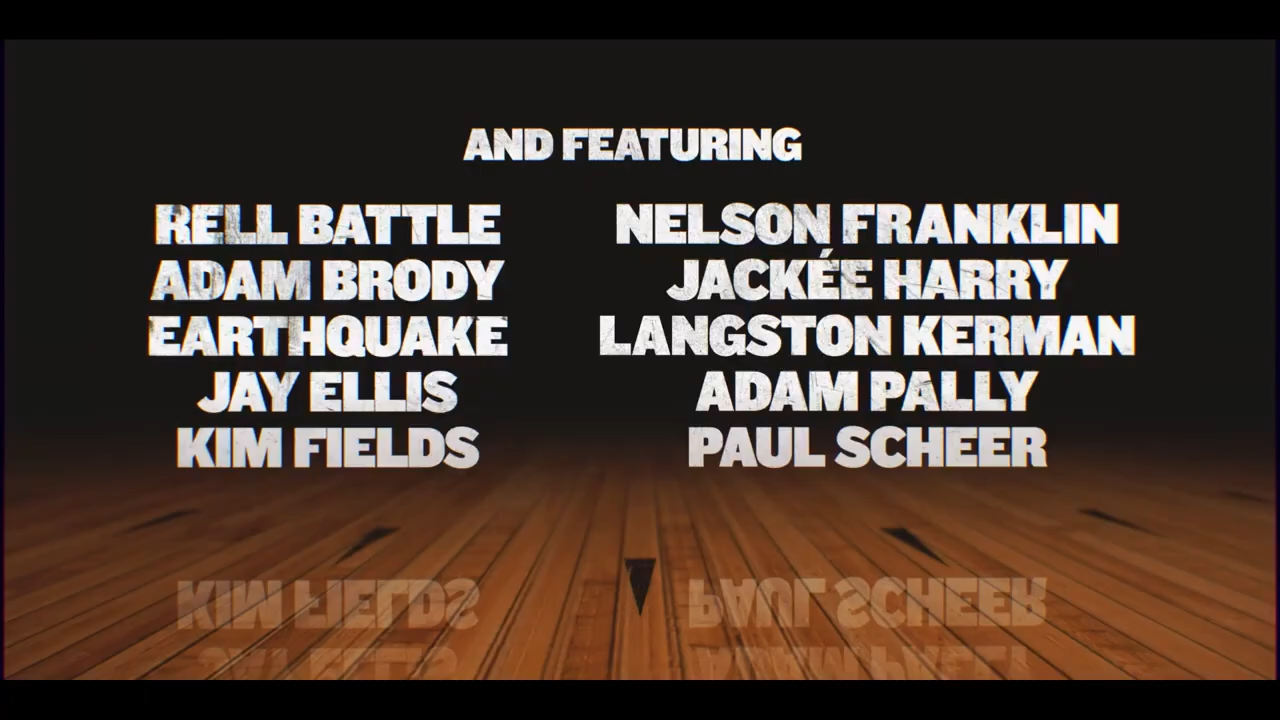 AND FEATURING
RELL BATTLE
ADAM BRODY
EARTHQUAKE
JAY ELLIS
KIM FIELDS
NELSON FRANKLIN
JACKÉE HARRY
LANGSTON KERMAN
ADAM PALLY
PAUL SCHEER